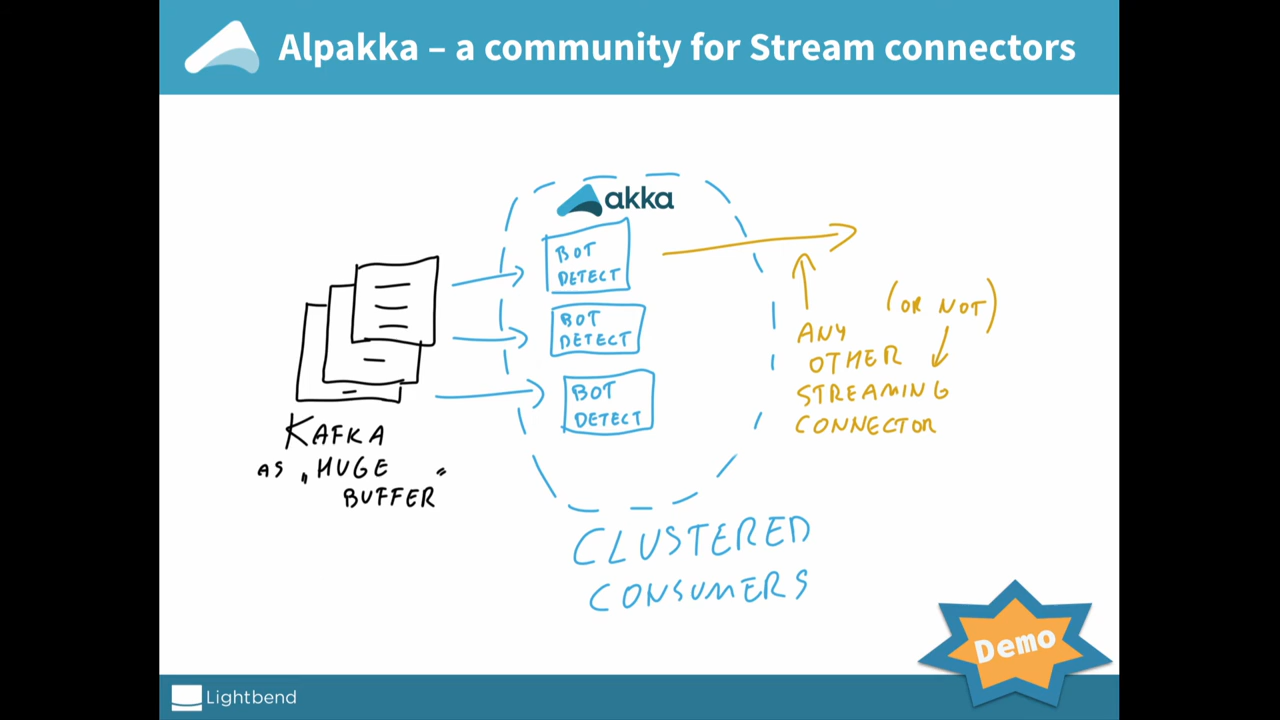 Alpakka – a community for Stream connectors
akka
BOT
DETECT
BOT
DETECT
BOT
DETECT
KAFKA
AS „HUGE
BUFFER"
(OR NOT)
ANY
OTHER
STREAMING
CONNECTOR
CLUSTERED
CONSUMERS
Demo
Lightbend